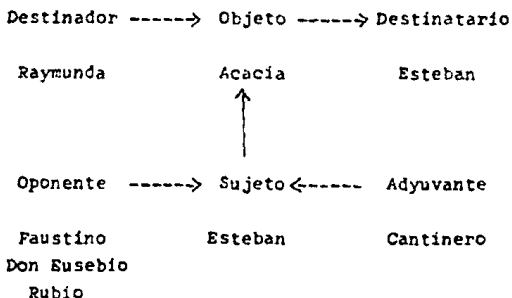 Destinador ------> Objeto -----> Destinatario
Raymunda Acacia Esteban
Oponente -----> Sujeto <------ Adyuvante
Faustino Esteban Cantinero
Don Eusebio
Rubio